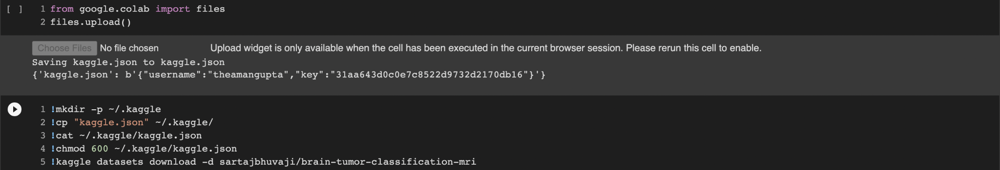 [ ] 1 from google.colab import files
2 files.upload()
Choose Files No file chosen Upload widget is only available when the cell has been executed in the current browser session. Please rerun this cell to enable.
Saving kaggle.json to kaggle.json
{'kaggle.json': b'{"username":"theamangupta","key":"31aa643d0c0e7c8522d9732d2170db16"}'}
1 !mkdir -p ~/.kaggle
2 !cp "kaggle.json" ~/.kaggle/
3 !cat ~/.kaggle/kaggle.json
4 !chmod 600 ~/.kaggle/kaggle.json
5 !kaggle datasets download -d sartajbhuvaji/brain-tumor-classification-mri